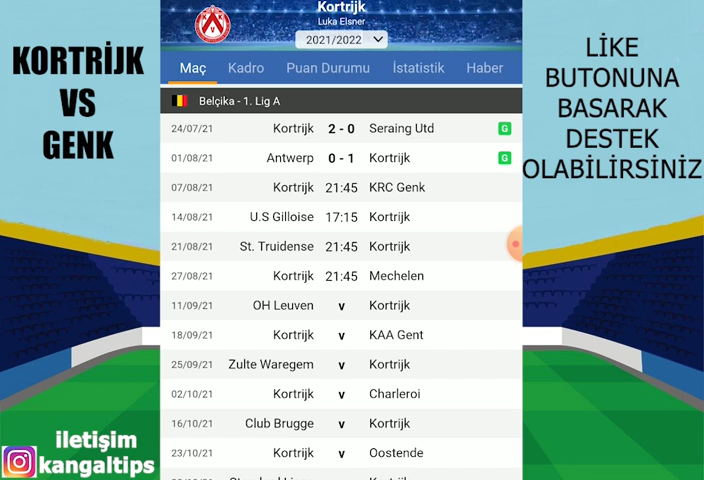 KORTRİJK
VS
GENK
Kortrijk
Luka Elsner
2021/2022
Maç Kadro Puan Durumu İstatistik Haber
Belçika - 1. Lig A
24/07/21 Kortrijk 2 - 0 Seraing Utd G
01/08/21 Antwerp 0 - 1 Kortrijk G
07/08/21 Kortrijk 21:45 KRC Genk
14/08/21 U.S Gilloise 17:15 Kortrijk
21/08/21 St. Truidense 21:45 Kortrijk
27/08/21 Kortrijk 21:45 Mechelen
11/09/21 OH Leuven v Kortrijk
18/09/21 Kortrijk v KAA Gent
25/09/21 Zulte Waregem v Kortrijk
02/10/21 Kortrijk v Charleroi
16/10/21 Club Brugge v Kortrijk
23/10/21 Kortrijk v Oostende
LİKE
BUTONUNA
BASARAK
DESTEK
OLABİLİRSİNİZ
iletişim
kangaltips